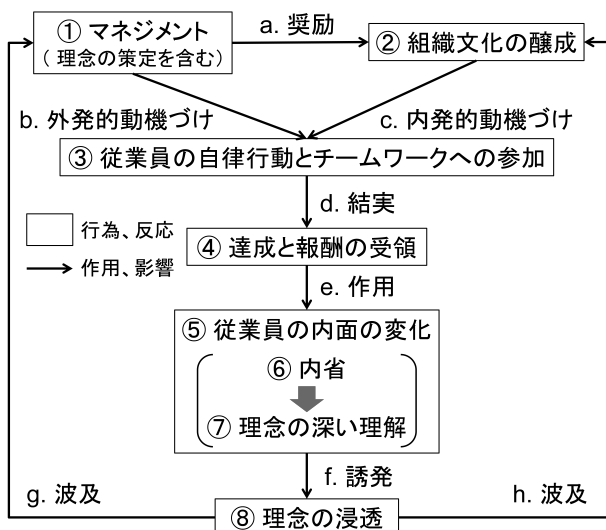 ① マネジメント
( 理念の策定を含む)
a. 奨励
② 組織文化の醸成
b. 外発的動機づけ
c. 内発的動機づけ
③ 従業員の自律行動とチームワークへの参加
d. 結実
行為、反応
④ 達成と報酬の受領
作用、影響
e. 作用
⑤ 従業員の内面の変化
⑥ 内省
⑦ 理念の深い理解
f. 誘発
g. 波及
h. 波及
⑧ 理念の浸透